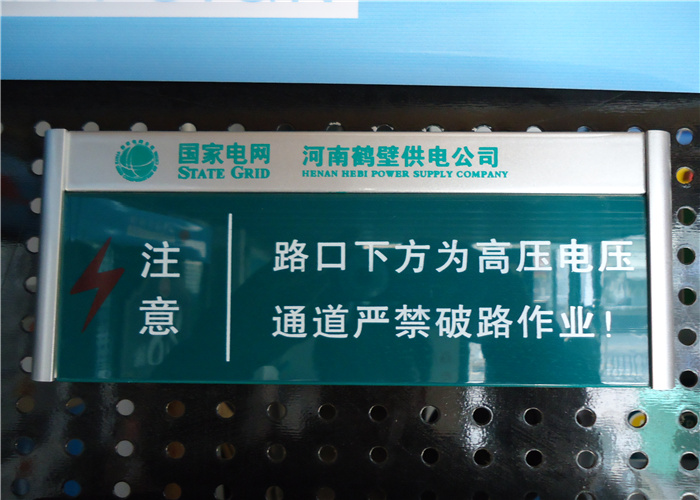 国家电网 河南鹤壁供电公司
STATE GRID HENAN HEBI POWER SUPPLY COMPANY
注意
路口下方为高压电压
通道严禁破路作业!